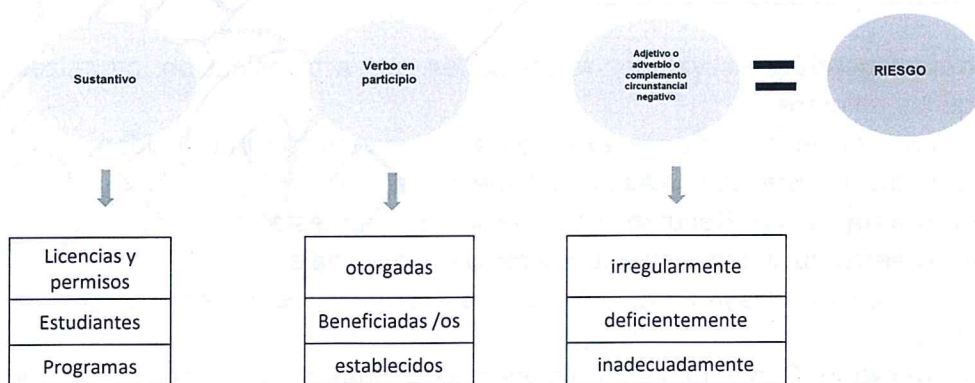 Sustantivo
Verbo en
participio
Adjetivo o
adverbio o
complemento
circunstancial
negativo
=
RIESGO
Licencias y
permisos
otorgadas
irregularmente
Estudiantes
Beneficiadas /os
deficientemente
Programas
establecidos
inadecuadamente